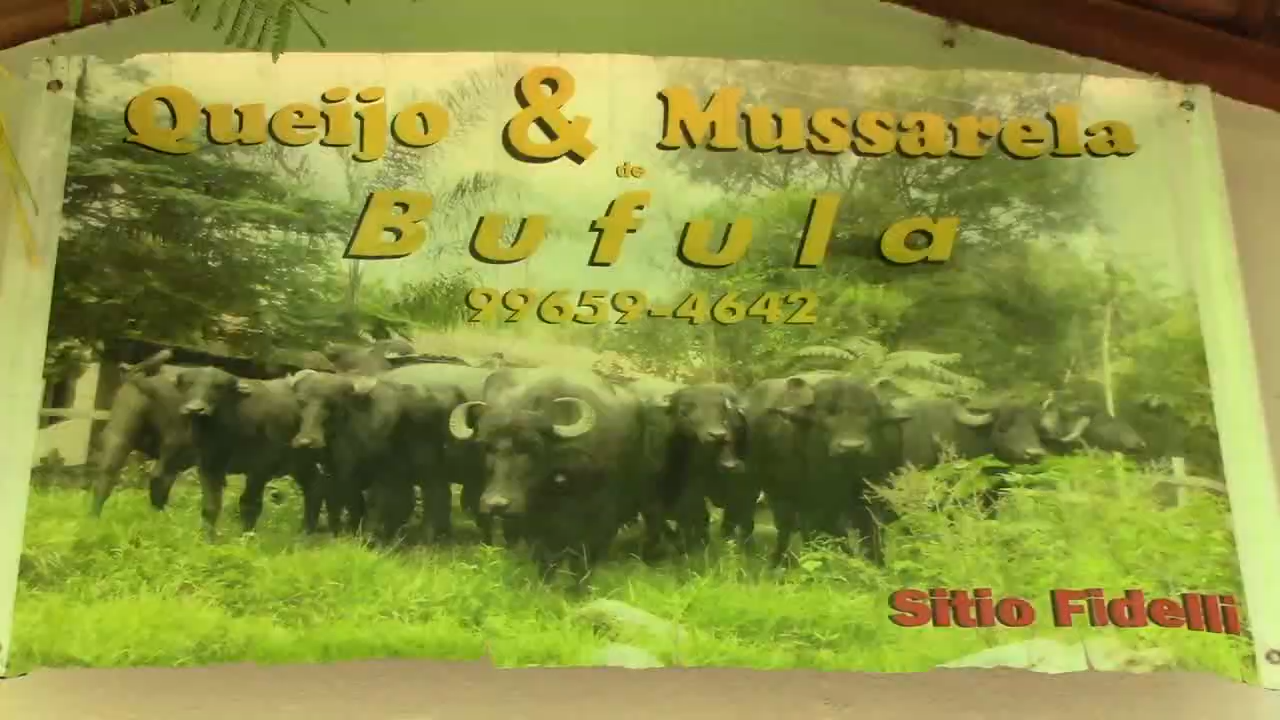 Queijo & Mussarela
de
Bufula
99659-4642
Sitio Fidelli